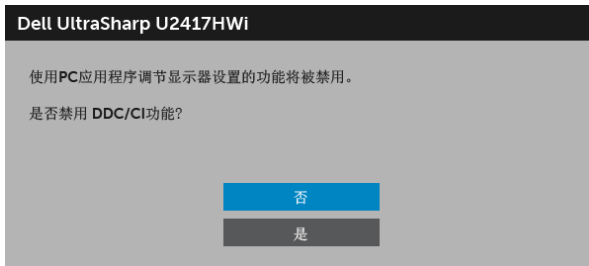 Dell UltraSharp U2417HWi
使用PC应用程序调节显示器设置的功能将被禁用。
是否禁用 DDC/CI功能?
否
是